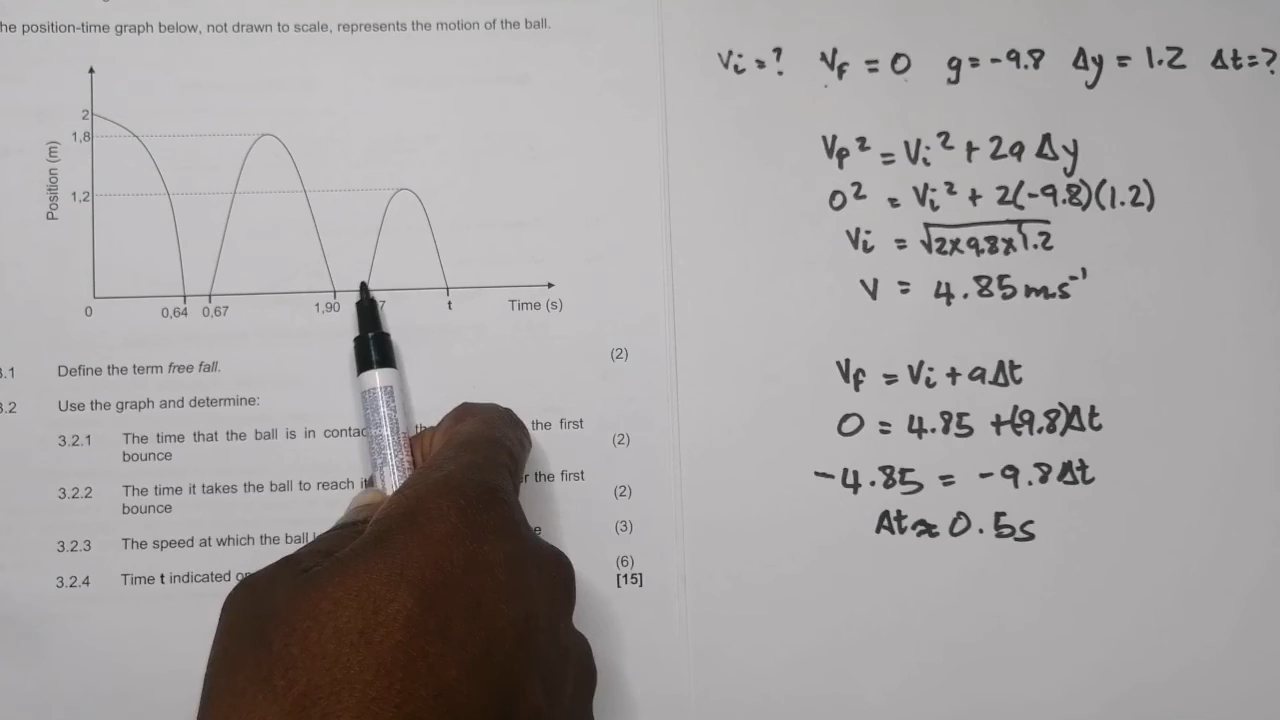 he position-time graph below, not drawn to scale, represents the motion of the ball.
Position (m)
2
1,8
1,2
0
0,64
0,67
1,90
7
t
Time (s)
3.1 Define the term free fall. (2)
3.2 Use the graph and determine:
3.2.1 The time that the ball is in contac the first
bounce (2)
3.2.2 The time it takes the ball to reach the first
bounce (2)
3.2.3 The speed at which the ball (3)
3.2.4 Time t indicated (6)
[15]
Vi = ? Vf = 0 g = -9.8 Δy = 1.2 Δt = ?
Vf² = Vi² + 2a Δy
0² = Vi² + 2(-9.8)(1.2)
Vi = √2×9.8×1.2
V = 4.85 ms⁻¹
Vf = Vi + aΔt
0 = 4.85 +(-9.8)Δt
-4.85 = -9.8Δt
Δt ≈ 0.5s